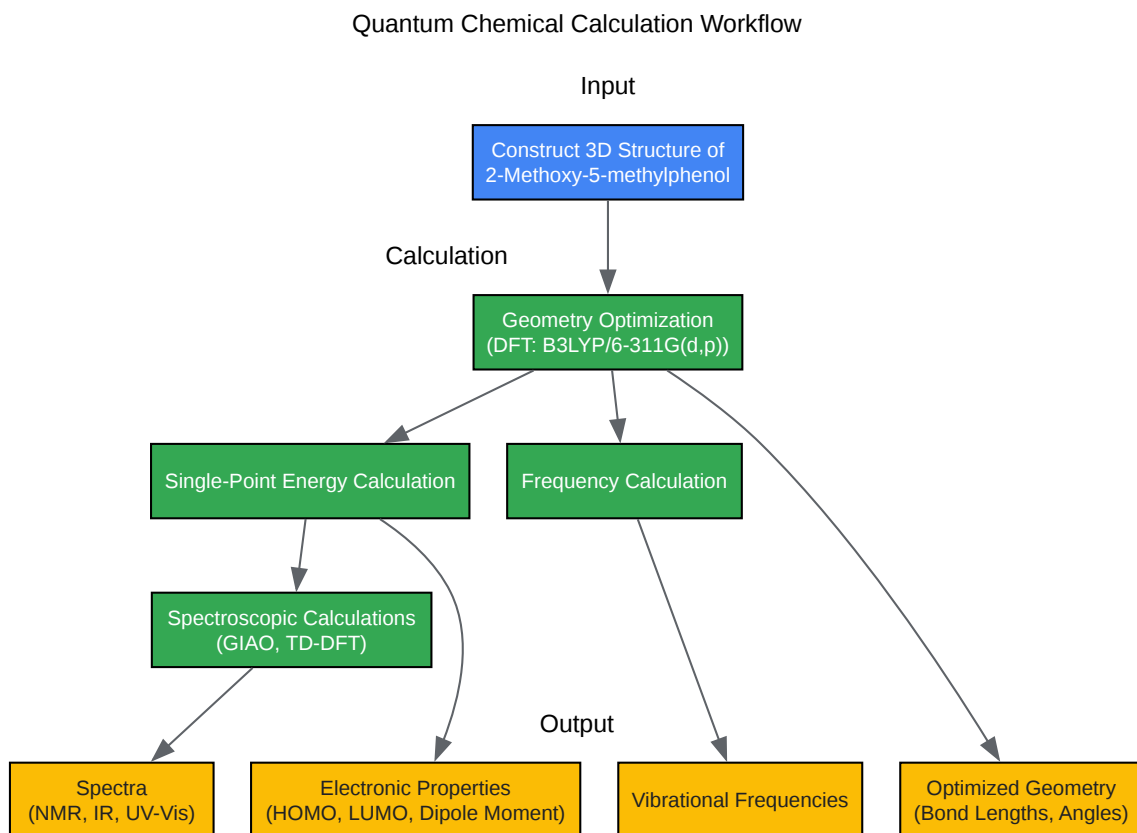 Quantum Chemical Calculation Workflow
Input
Construct 3D Structure of
2-Methoxy-5-methylphenol
Calculation
Geometry Optimization
(DFT: B3LYP/6-311G(d,p))
Single-Point Energy Calculation
Frequency Calculation
Spectroscopic Calculations
(GIAO, TD-DFT)
Output
Spectra
(NMR, IR, UV-Vis)
Electronic Properties
(HOMO, LUMO, Dipole Moment)
Vibrational Frequencies
Optimized Geometry
(Bond Lengths, Angles)